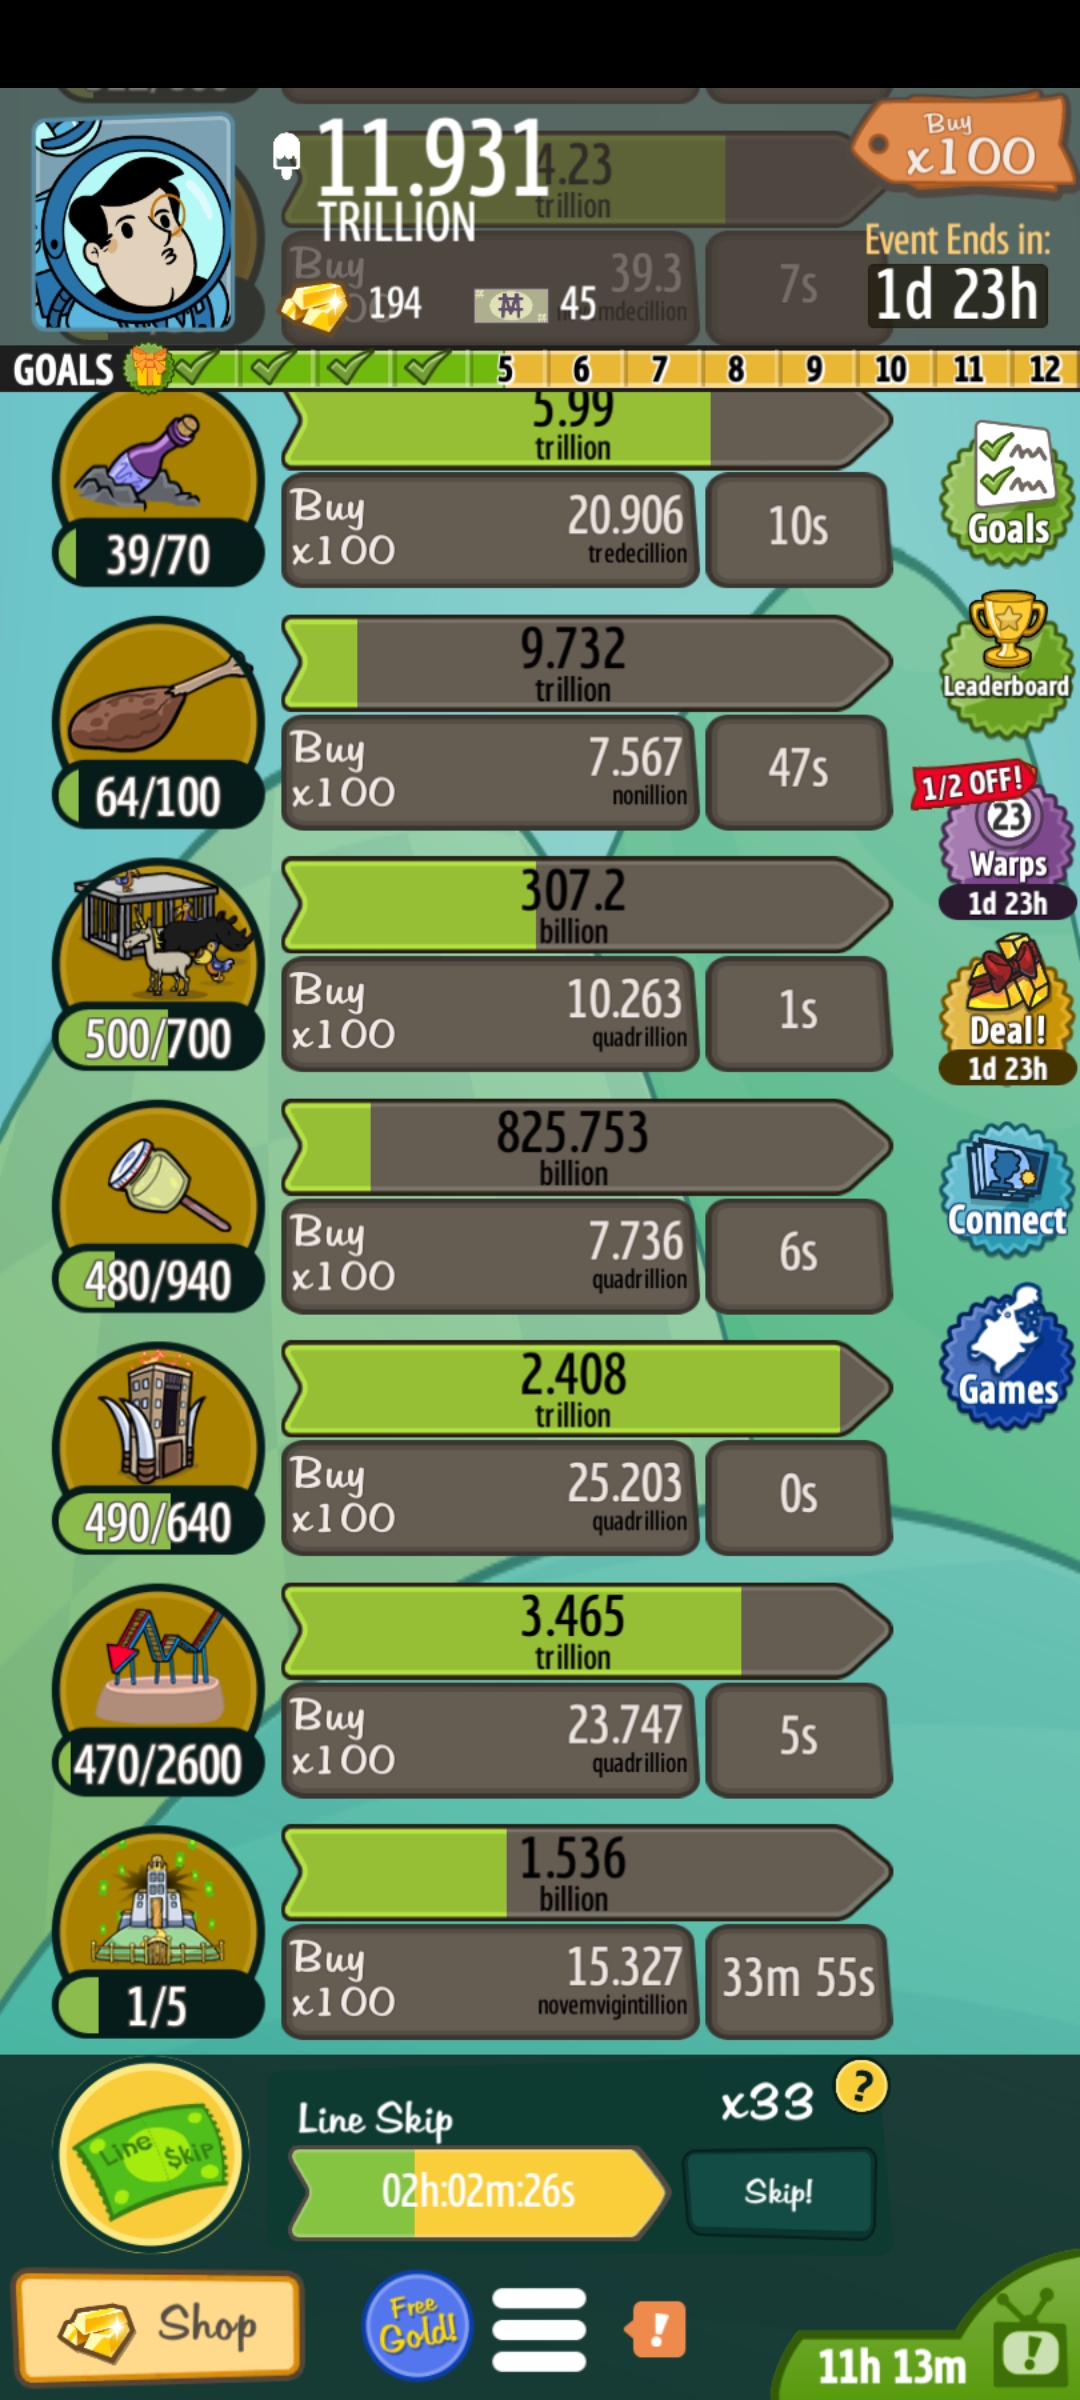 Buy
x100
11.931
TRILLION
4.23
trillion
Event Ends in:
1d 23h
Buy
39.3
7s
194
45
GOALS
5
6
7
8
9
10
11
12
5.99
trillion
Buy
x100
20.906
tredecillion
10s
39/70
Goals
9.732
trillion
Leaderboard
Buy
x100
7.567
nonillion
47s
64/100
1/2 OFF!
23
Warps
1d 23h
307.2
billion
Buy
x100
10.263
quadrillion
1s
500/700
Deal!
1d 23h
825.753
billion
Connect
Buy
x100
7.736
quadrillion
6s
480/940
2.408
trillion
Games
Buy
x100
25.203
quadrillion
0s
490/640
3.465
trillion
Buy
x100
23.747
quadrillion
5s
470/2600
1.536
billion
Buy
x100
15.327
novemvigintillion
33m 55s
1/5
Line Skip
x33
?
Line $kip
02h:02m:26s
Skip!
Shop
Free
Gold!
!
11h 13m
!